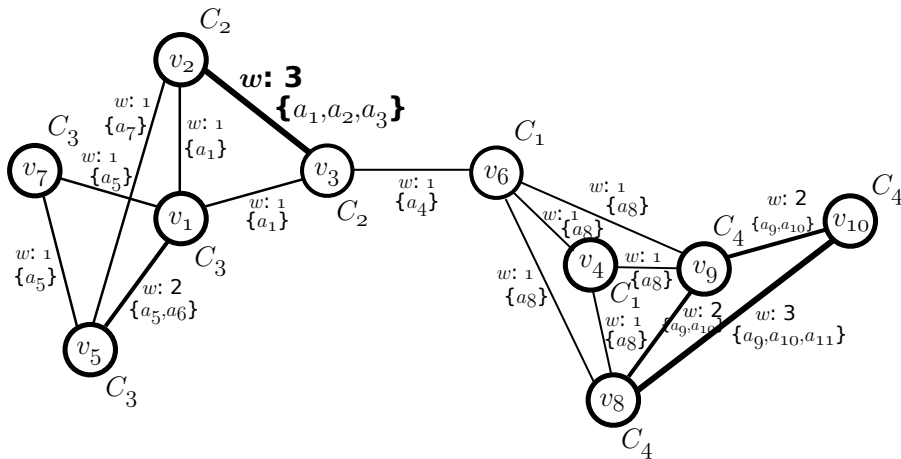 C₂
v₂
w: 3
{a₁,a₂,a₃}
w: 1
{a₇}
w: 1
{a₁}
C₃
v₇
w: 1
{a₅}
v₁
C₃
w: 1
{a₁}
v₃
C₂
w: 1
{a₅}
w: 2
{a₅,a₆}
v₅
C₃
w: 1
{a₄}
C₁
v₆
w: 1
{a₈}
w: 1
{a₈}
v₄
C₁
w: 1
{a₈}
C₄
v₉
w: 2
{a₉,a₁₀}
C₄
v₁₀
w: 1
{a₈}
w: 1
{a₈}
w: 2
{a₉,a₁₀}
w: 3
{a₉,a₁₀,a₁₁}
v₈
C₄